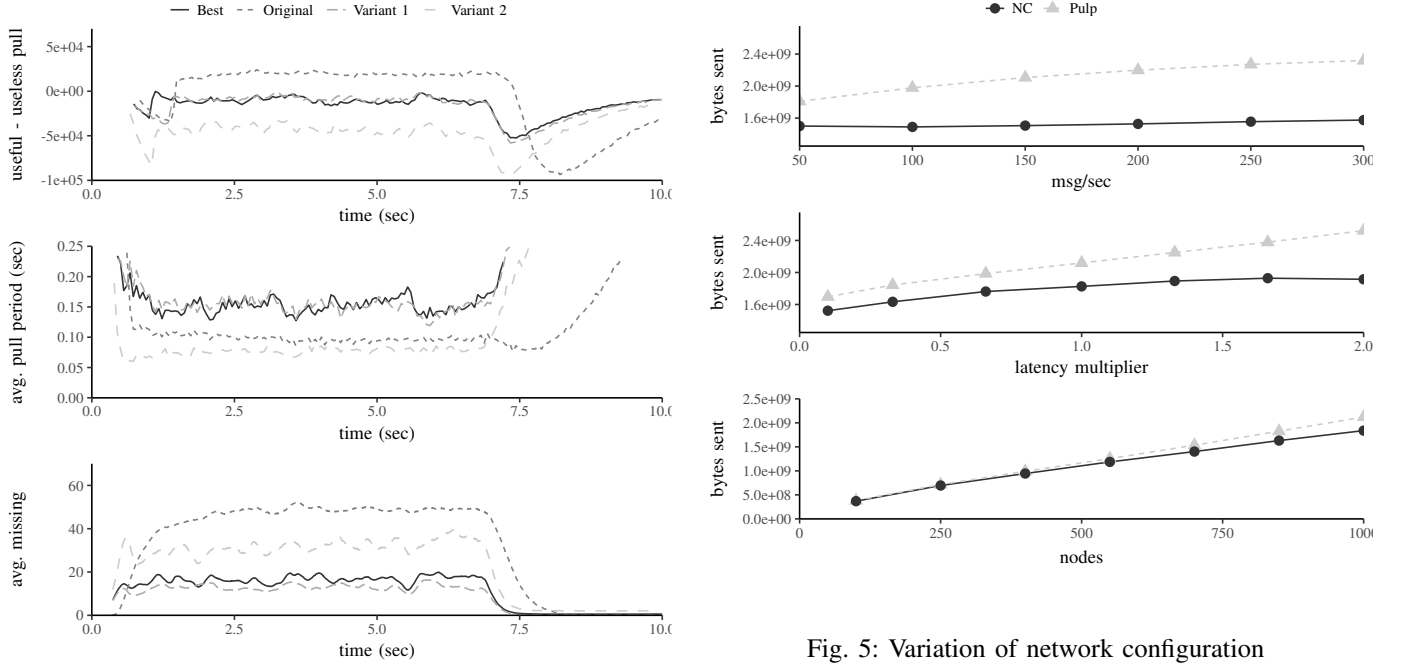 Best Original Variant 1 Variant 2
useful - useless pull
5e+04
0e+00
-5e+04
-1e+05
0.0 2.5 5.0 7.5 10.0
time (sec)
avg. pull period (sec)
0.25
0.20
0.15
0.10
0.05
0.00
0.0 2.5 5.0 7.5 10.0
time (sec)
avg. missing
60
40
20
0
0.0 2.5 5.0 7.5 10.0
time (sec)
NC Pulp
bytes sent
2.4e+09
2.0e+09
1.6e+09
50 100 150 200 250 300
msg/sec
bytes sent
2.4e+09
2.0e+09
1.6e+09
0.0 0.5 1.0 1.5 2.0
latency multiplier
bytes sent
2.5e+09
2.0e+09
1.5e+09
1.0e+09
5.0e+08
0.0e+00
0 250 500 750 1000
nodes
Fig. 5: Variation of network configuration